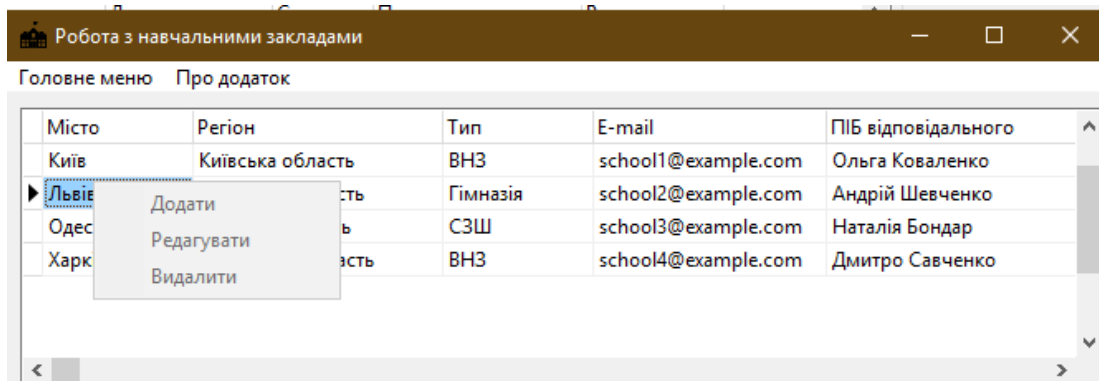 Робота з навчальними закладами
Головне меню Про додаток
Місто Регіон Тип E-mail ПІБ відповідального
Київ Київська область ВНЗ school1@example.com Ольга Коваленко
Гімназія school2@example.com Андрій Шевченко
СЗШ school3@example.com Наталія Бондар
ВНЗ school4@example.com Дмитро Савченко
Додати
Редагувати
Видалити